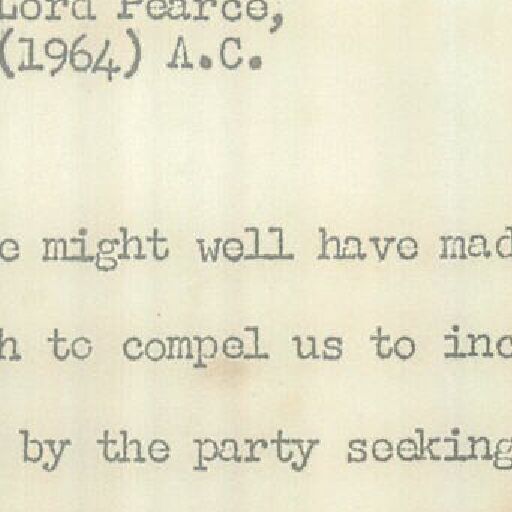 Lord Pearce,
(1964) A.C.
e might well have mad
h to compel us to inc
by the party seeking